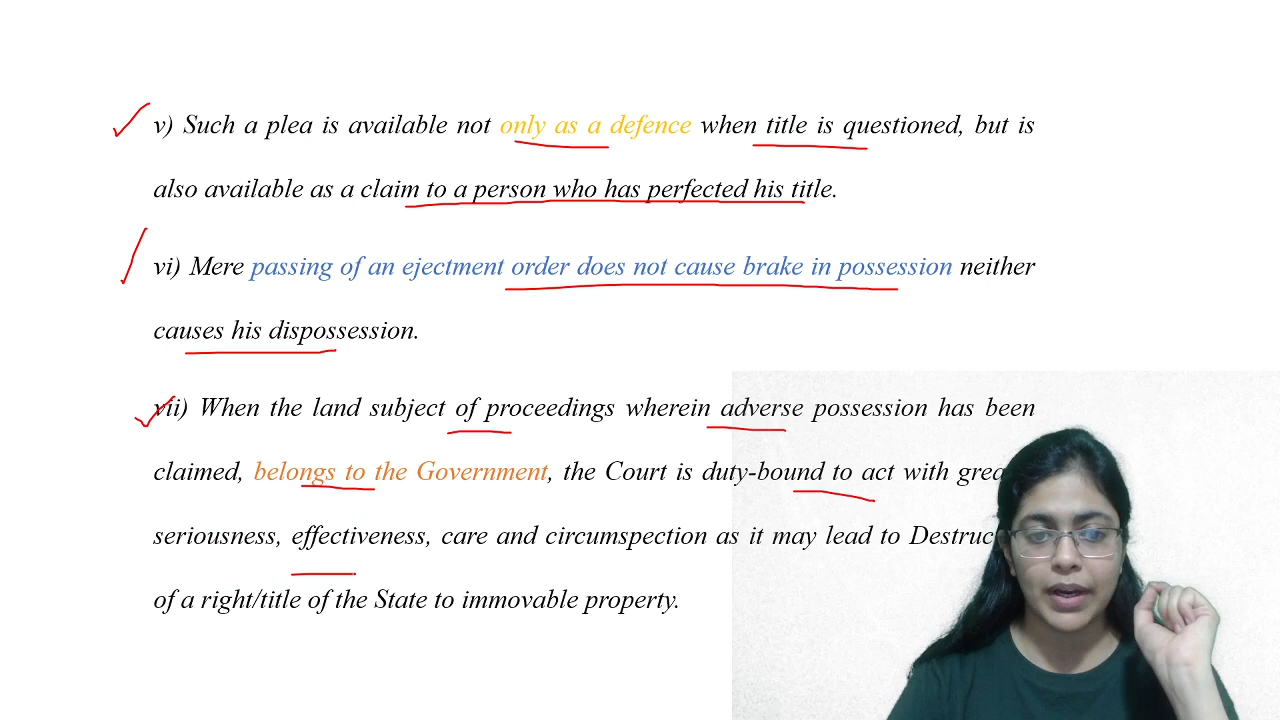 v) Such a plea is available not only as a defence when title is questioned, but is
also available as a claim to a person who has perfected his title.
vi) Mere passing of an ejectment order does not cause brake in possession neither
causes his dispossession.
vii) When the land subject of proceedings wherein adverse possession has been
claimed, belongs to the Government, the Court is duty-bound to act with
seriousness, effectiveness, care and circumspection as it may lead to
of a right/title of the State to immovable property.